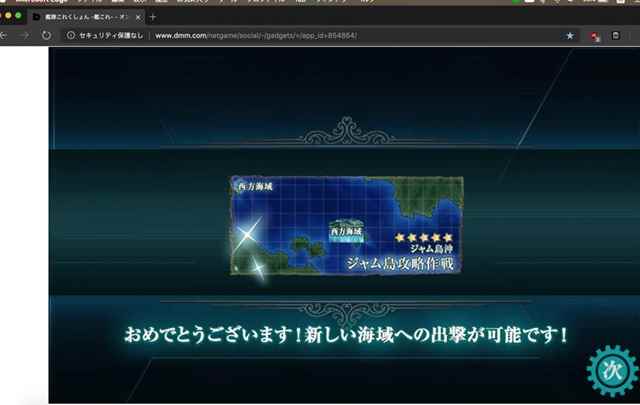 艦隊これくしょん -艦これ- - オン
セキュリティ保護なし
www.dmm.com/netgame/social/-/gadgets/=/app_id=854854/
西方海域
西方海域
ジャム島沖
ジャム島攻略作戦
おめでとうございます！新しい海域への出撃が可能です！
次